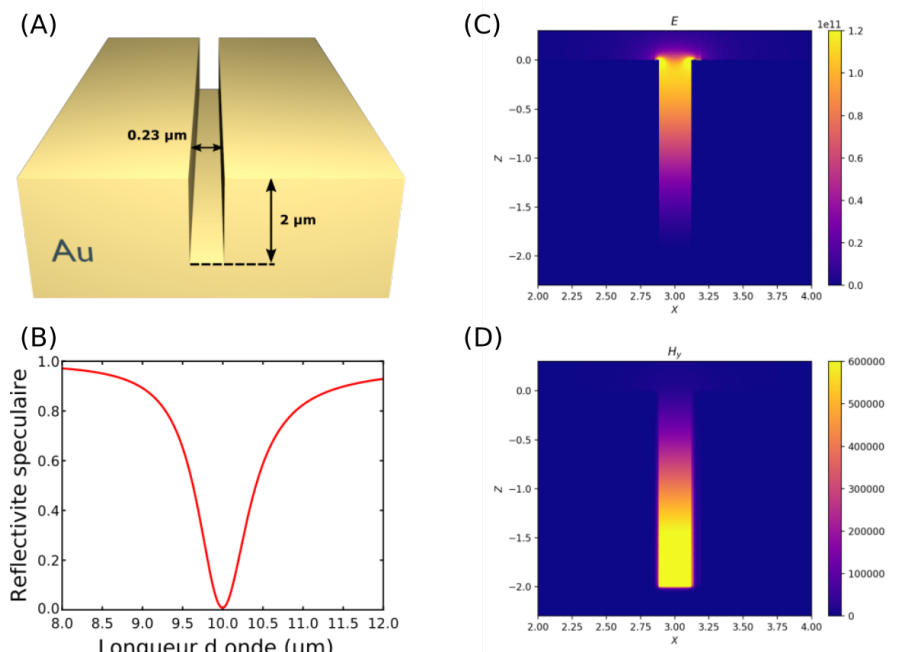 (A)
0.23 μm
2 μm
Au
(B)
Reflectivite speculaire
1.0
0.8
0.6
0.4
0.2
0.0
8.0 8.5 9.0 9.5 10.0 10.5 11.0 11.5 12.0
Longueur d onde (um)
(C)
E
1e11
Z
0.0
−0.5
−1.0
−1.5
−2.0
2.00 2.25 2.50 2.75 3.00 3.25 3.50 3.75 4.00
X
1.2
1.0
0.8
0.6
0.4
0.2
0.0
(D)
Hy
Z
0.0
−0.5
−1.0
−1.5
−2.0
2.00 2.25 2.50 2.75 3.00 3.25 3.50 3.75 4.00
X
600000
500000
400000
300000
200000
100000
0